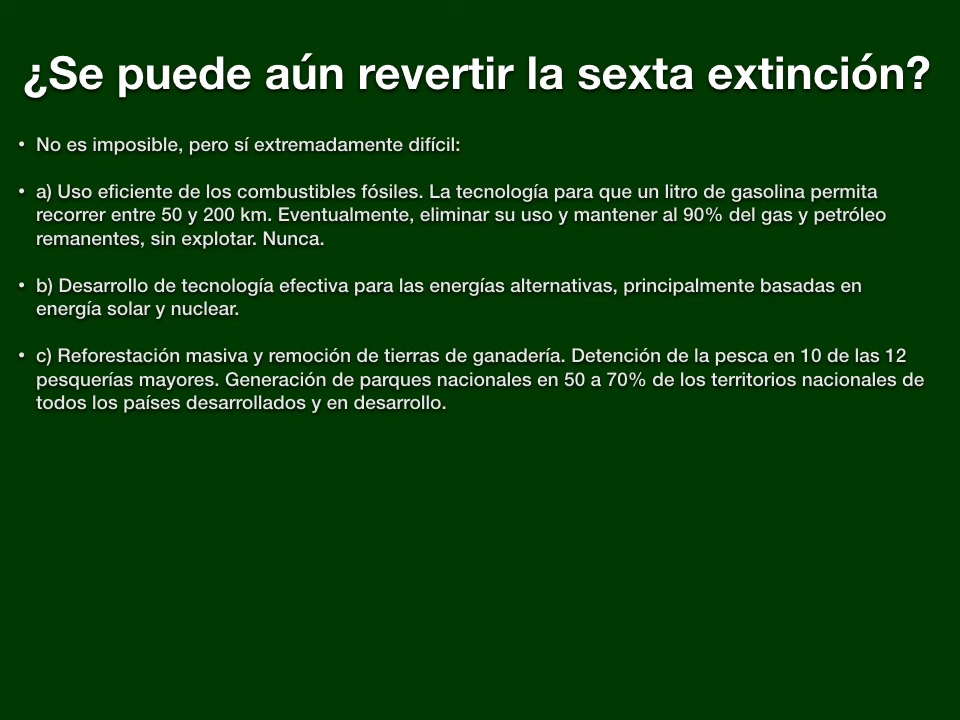 ¿Se puede aún revertir la sexta extinción?
• No es imposible, pero sí extremadamente difícil:
• a) Uso eficiente de los combustibles fósiles. La tecnología para que un litro de gasolina permita
recorrer entre 50 y 200 km. Eventualmente, eliminar su uso y mantener al 90% del gas y petróleo
remanentes, sin explotar. Nunca.
• b) Desarrollo de tecnología efectiva para las energías alternativas, principalmente basadas en
energía solar y nuclear.
• c) Reforestación masiva y remoción de tierras de ganadería. Detención de la pesca en 10 de las 12
pesquerías mayores. Generación de parques nacionales en 50 a 70% de los territorios nacionales de
todos los países desarrollados y en desarrollo.